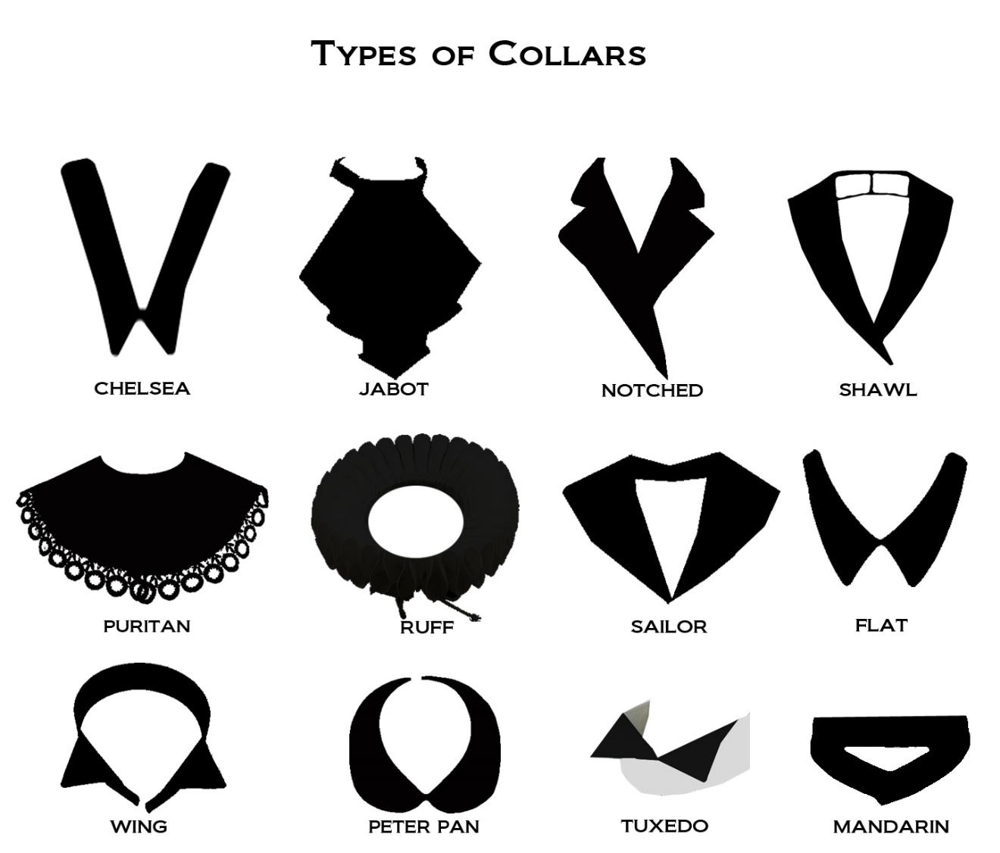 Types of Collars
CHELSEA
JABOT
NOTCHED
SHAWL
PURITAN
RUFF
SAILOR
FLAT
WING
PETER PAN
TUXEDO
MANDARIN